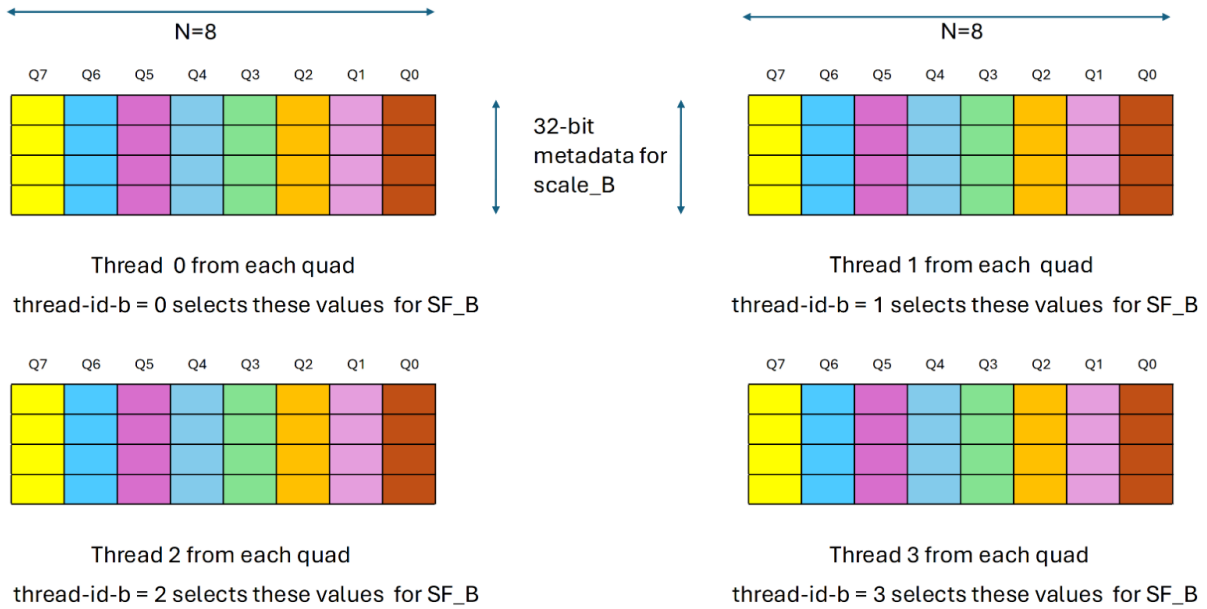 N=8
N=8
Q7 Q6 Q5 Q4 Q3 Q2 Q1 Q0
Q7 Q6 Q5 Q4 Q3 Q2 Q1 Q0
32-bit
metadata for
scale_B
Thread 0 from each quad
thread-id-b = 0 selects these values for SF_B
Thread 1 from each quad
thread-id-b = 1 selects these values for SF_B
Q7 Q6 Q5 Q4 Q3 Q2 Q1 Q0
Q7 Q6 Q5 Q4 Q3 Q2 Q1 Q0
Thread 2 from each quad
thread-id-b = 2 selects these values for SF_B
Thread 3 from each quad
thread-id-b = 3 selects these values for SF_B